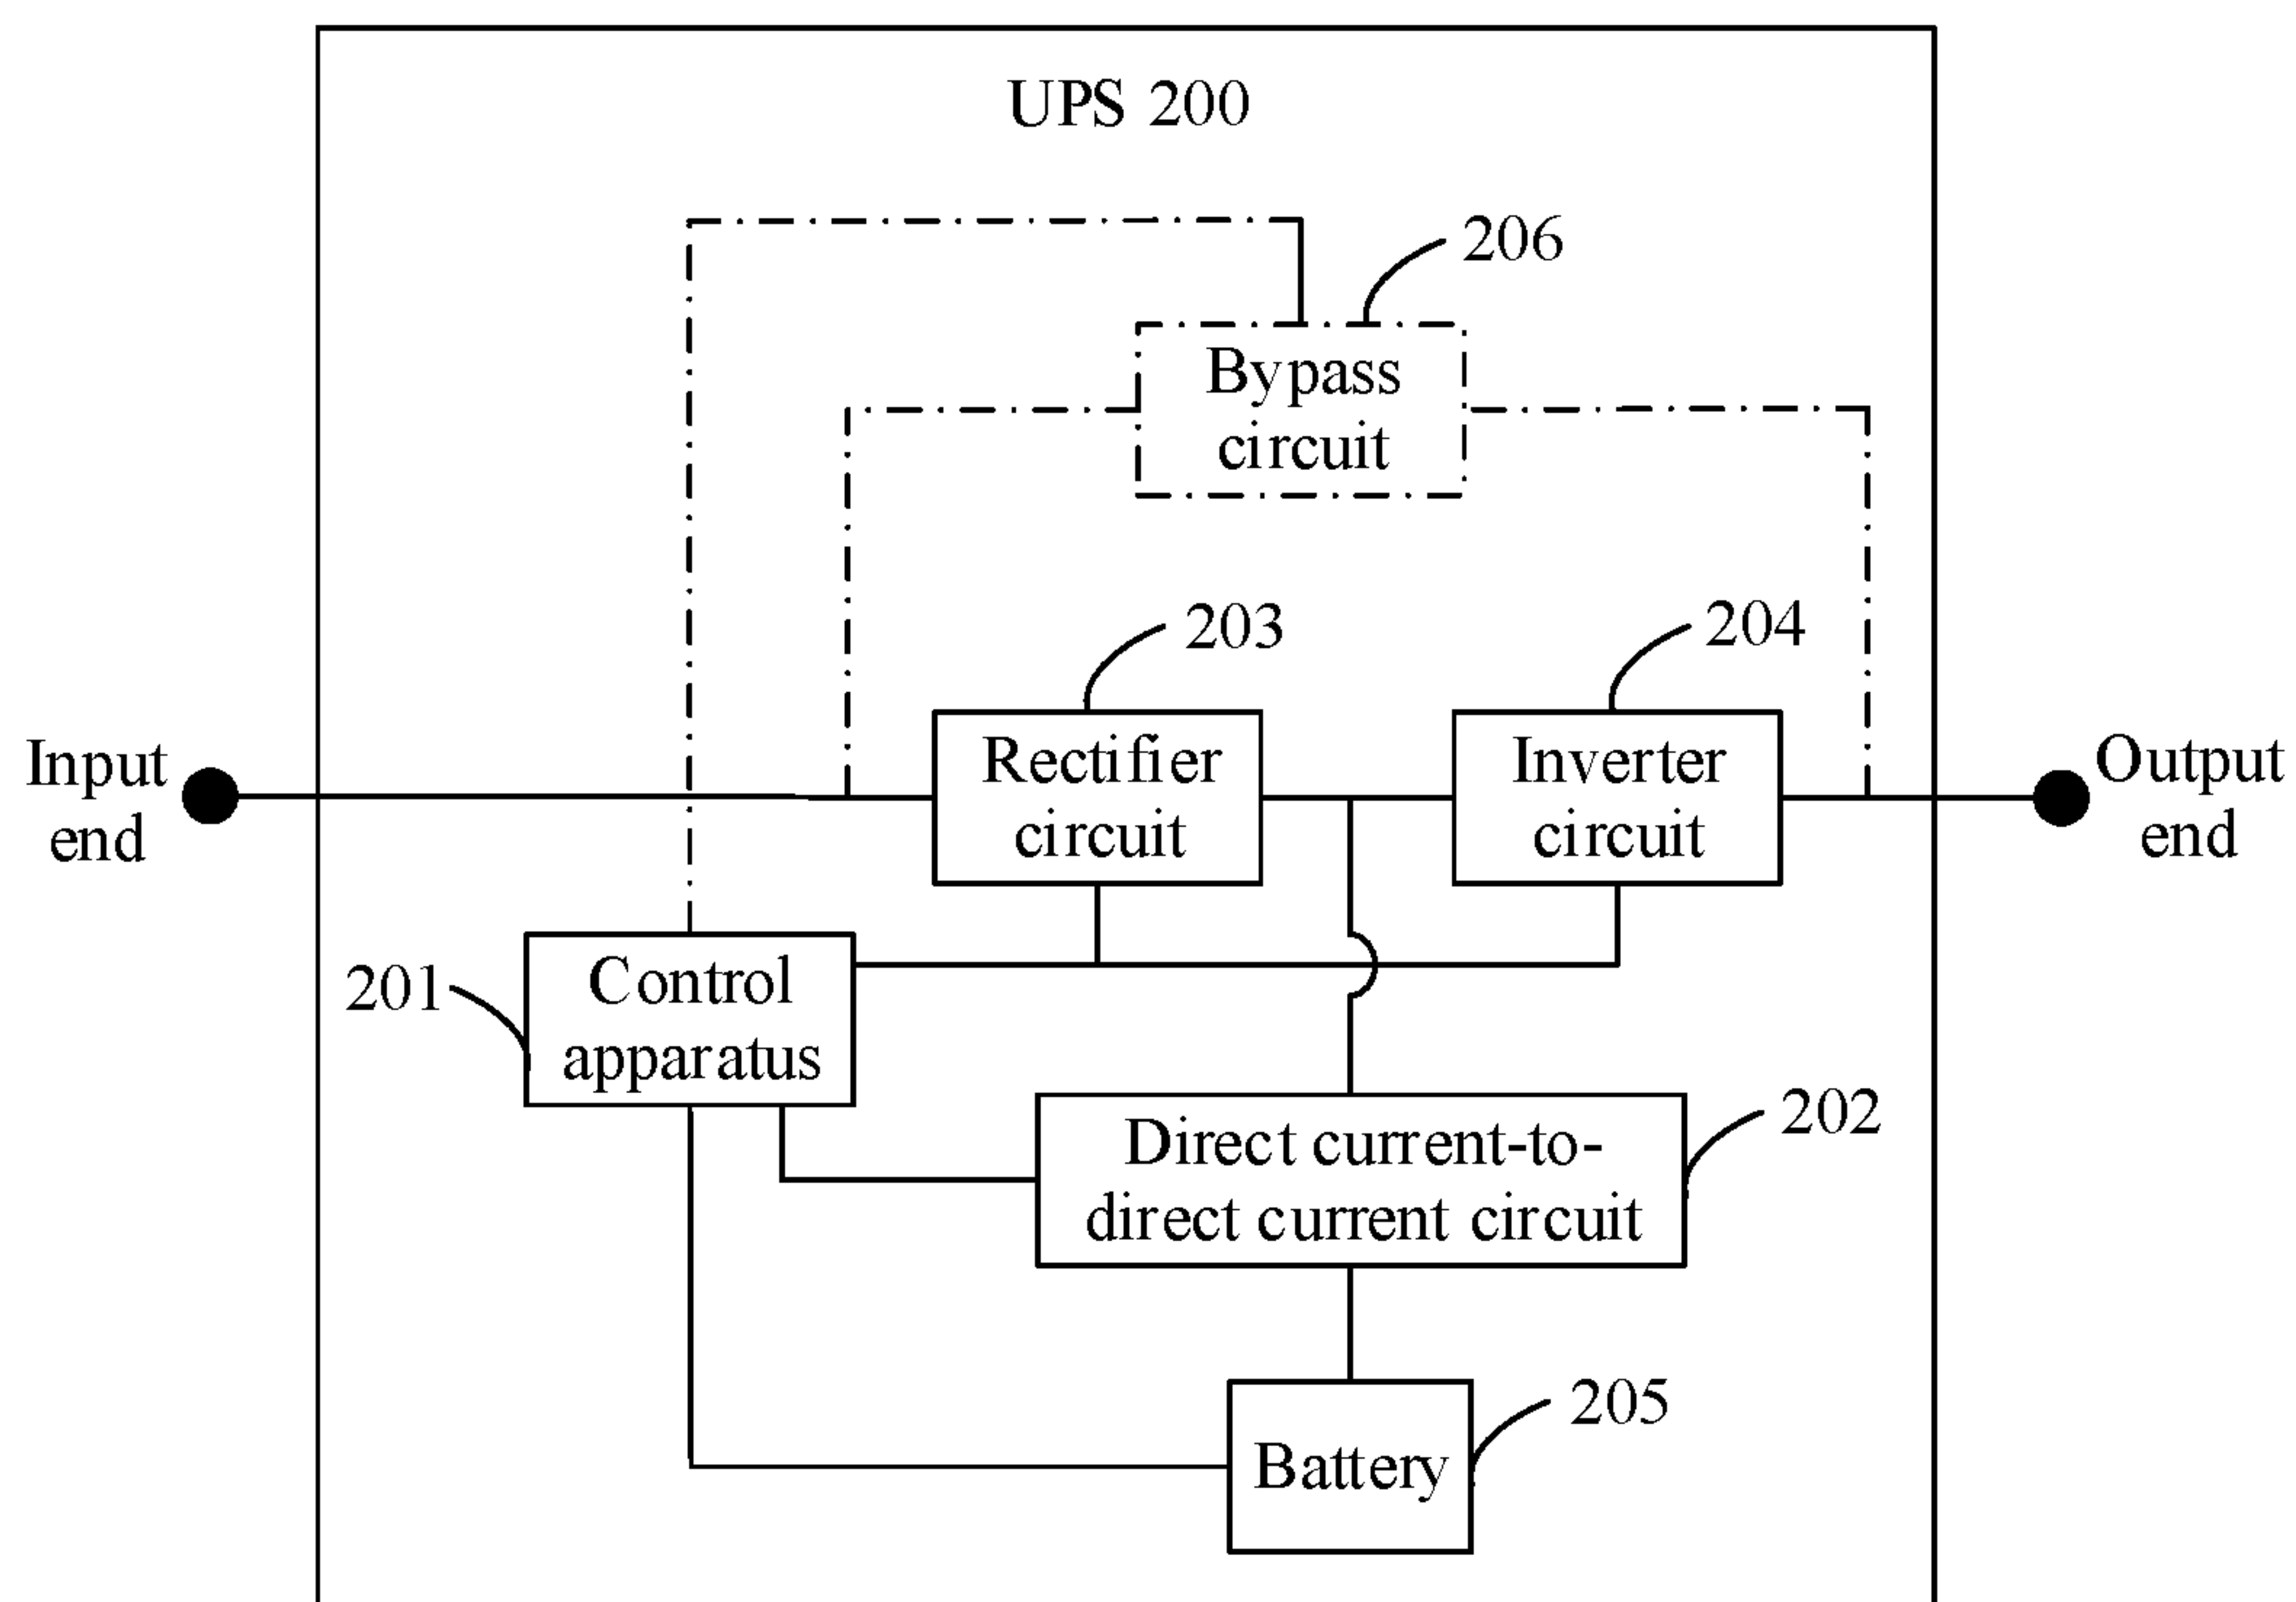 UPS 200
206
Bypass
circuit
203
204
Input
end
Rectifier
circuit
Inverter
circuit
Output
end
201
Control
apparatus
202
Direct current-to-
direct current circuit
205
Battery